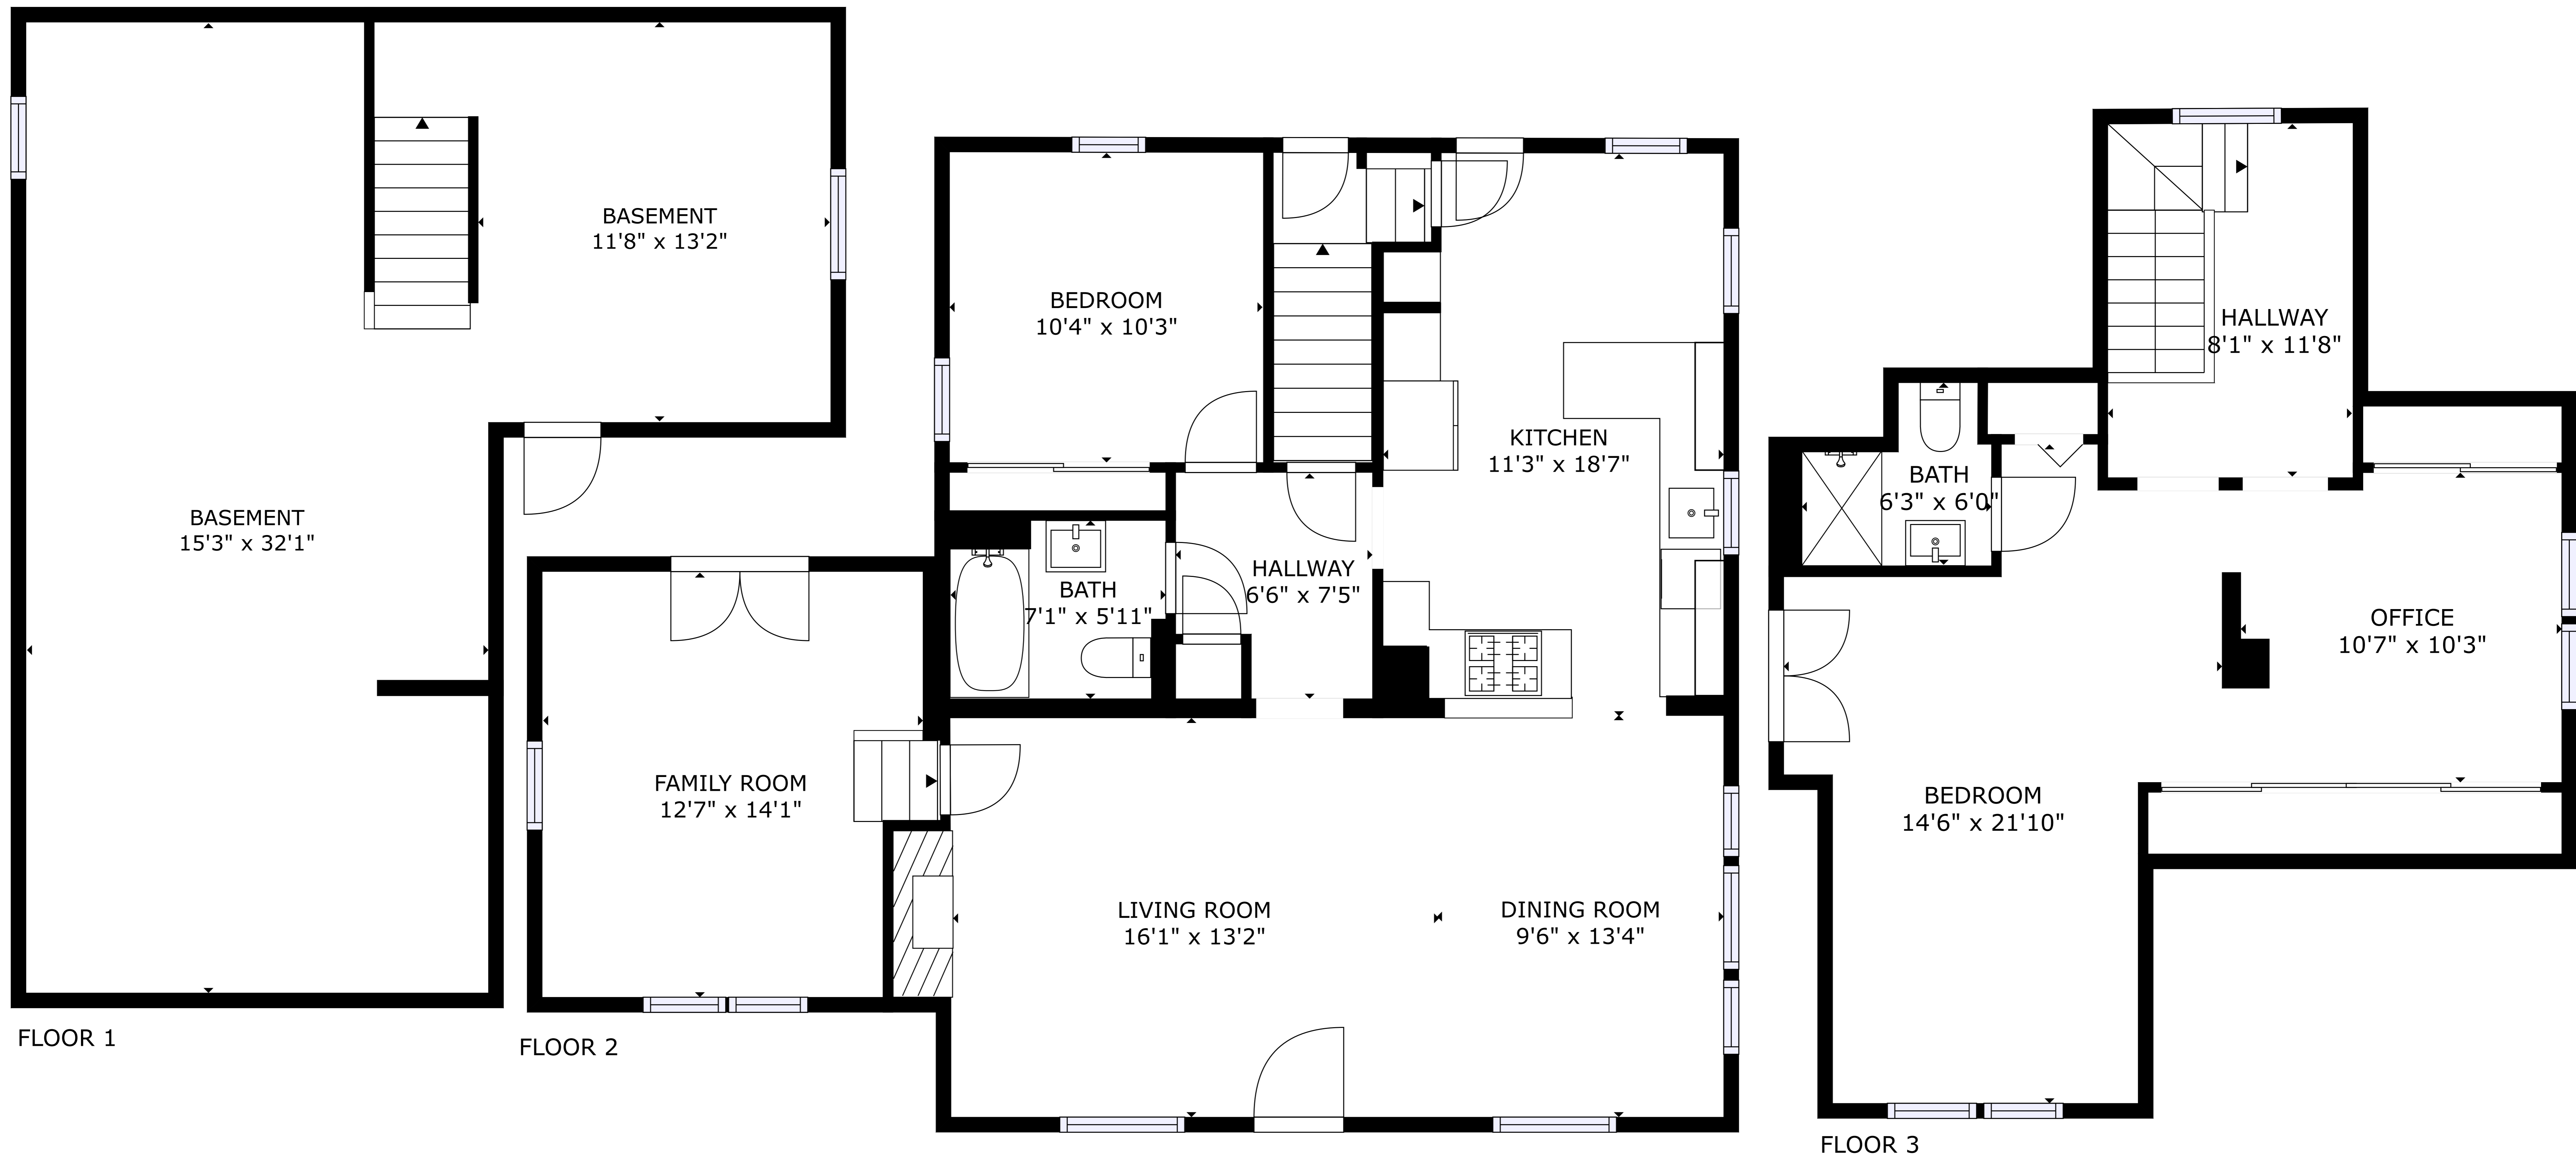 BASEMENT
11'8" x 13'2"
BASEMENT
15'3" x 32'1"
FLOOR 1
BEDROOM
10'4" x 10'3"
KITCHEN
11'3" x 18'7"
HALLWAY
6'6" x 7'5"
BATH
7'1" x 5'11"
FAMILY ROOM
12'7" x 14'1"
LIVING ROOM
16'1" x 13'2"
DINING ROOM
9'6" x 13'4"
FLOOR 2
HALLWAY
8'1" x 11'8"
BATH
6'3" x 6'0"
OFFICE
10'7" x 10'3"
BEDROOM
14'6" x 21'10"
FLOOR 3